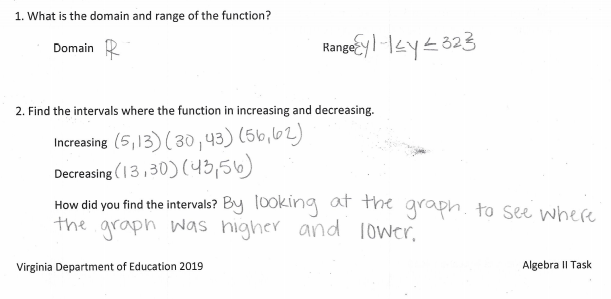 1. What is the domain and range of the function?
Domain ℝ Range {y|-1≤y≤32}
2. Find the intervals where the function in increasing and decreasing.
Increasing (5,13) (30,43) (56,62)
Decreasing (13,30) (43,56)
How did you find the intervals? By looking at the graph. to see where
the graph was higher and lower.
Virginia Department of Education 2019 Algebra II Task